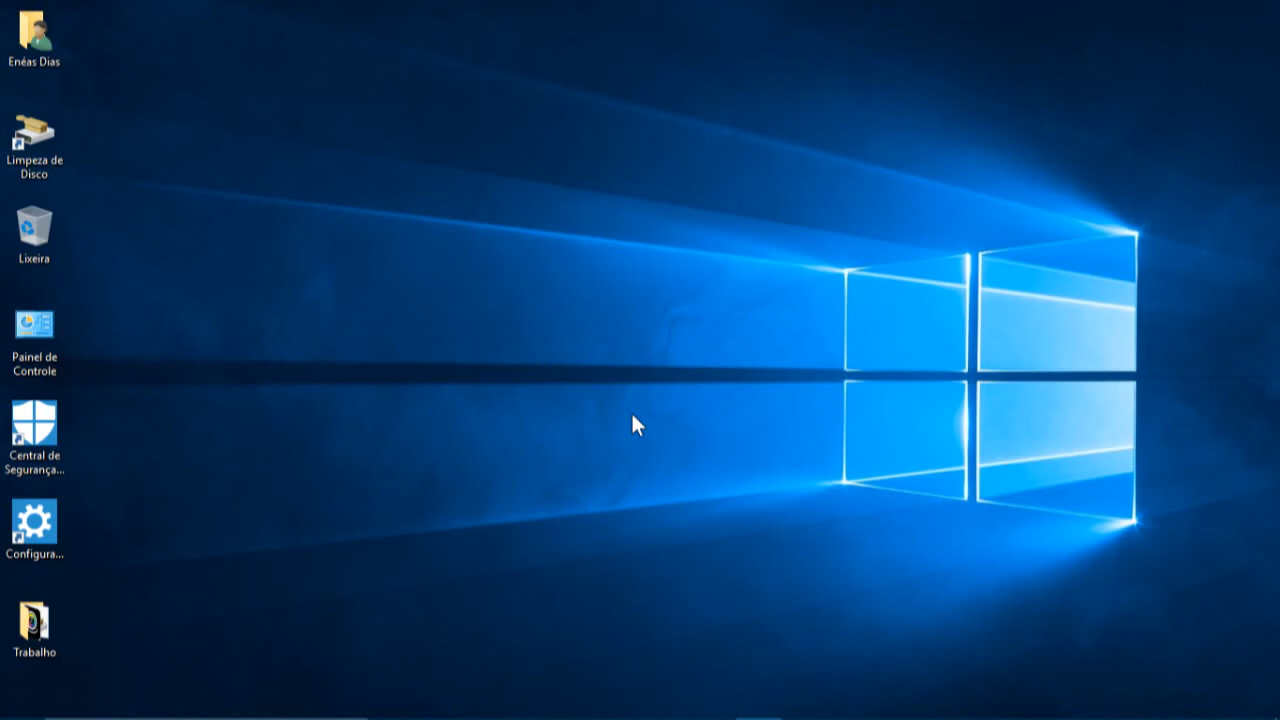 Enéas Dias
Limpeza de
Disco
Lixeira
Painel de
Controle
Central de
Segurança...
Configura...
Trabalho